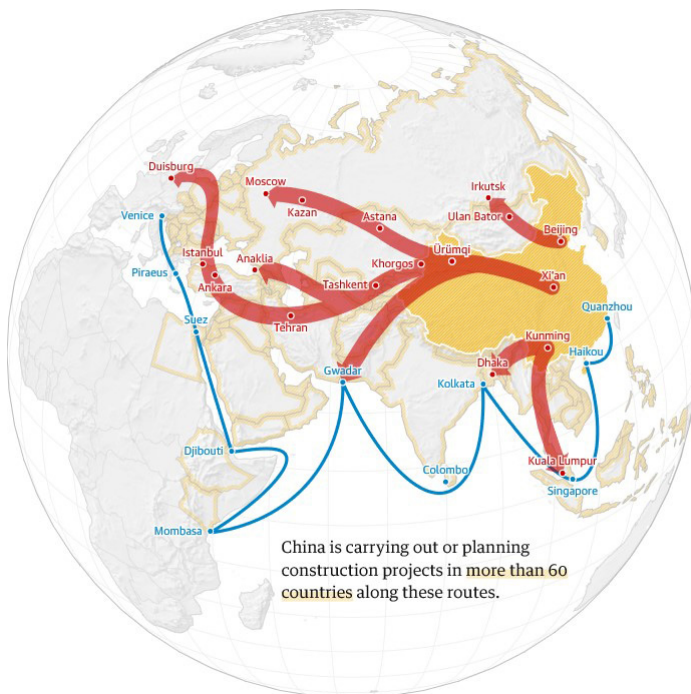 Duisburg
Moscow
Irkutsk
Kazan
Venice
Astana
Ulan Bator
Beijing
Istanbul
Anaklia
Ürümqi
Khorgos
Piraeus
Ankara
Tashkent
Xi'an
Quanzhou
Suez
Tehran
Kunming
Haikou
Dhaka
Gwadar
Kolkata
Djibouti
Colombo
Kuala Lumpur
Singapore
Mombasa
China is carrying out or planning
construction projects in more than 60
countries along these routes.